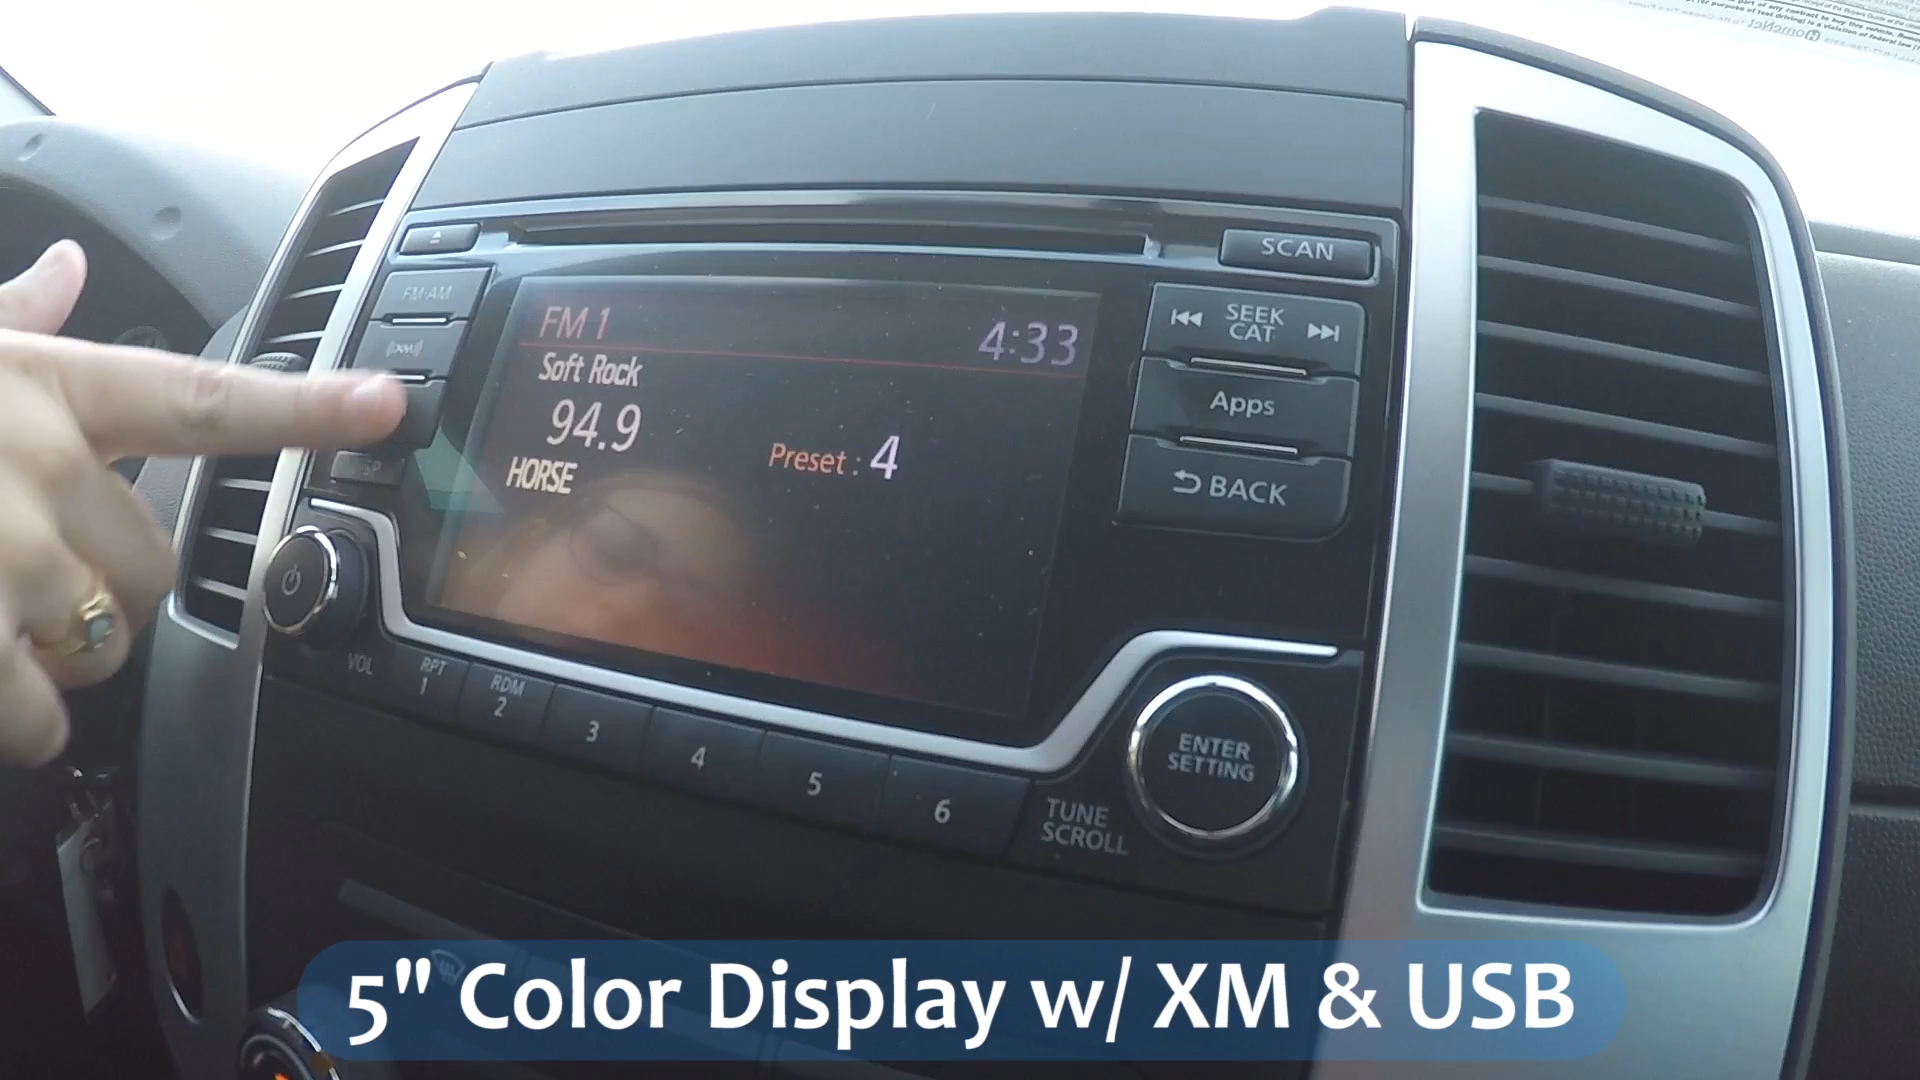 SCAN
FM·AM
((XM))
SEEK
CAT
FM 1
4:33
Soft Rock
94.9
Preset : 4
HORSE
Apps
BACK
VOL
RPT
1
RDM
2
3
4
5
6
ENTER
SETTING
TUNE
SCROLL
5" Color Display w/ XM & USB